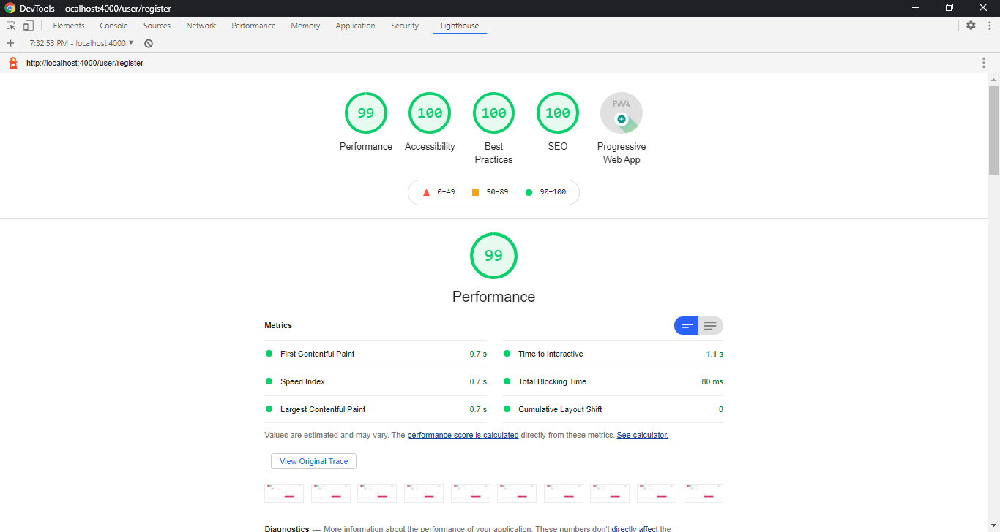 DevTools - localhost:4000/user/register
Elements Console Sources Network Performance Memory Application Security Lighthouse
7:32:53 PM - localhost:4000
http://localhost:4000/user/register
99 100 100 100 PWA
Performance Accessibility Best Practices SEO Progressive Web App
0–49 50–89 90–100
99
Performance
Metrics
First Contentful Paint 0.7 s Time to Interactive 1.1 s
Speed Index 0.7 s Total Blocking Time 80 ms
Largest Contentful Paint 0.7 s Cumulative Layout Shift 0
Values are estimated and may vary. The performance score is calculated directly from these metrics. See calculator.
View Original Trace
Diagnostics — More information about the performance of your application. These numbers don't directly affect the